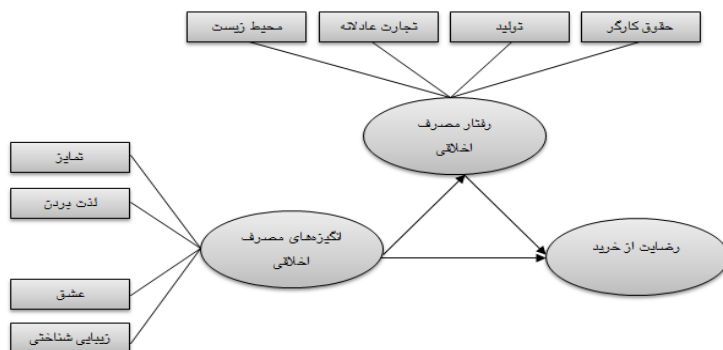 حقوق کارگر
تولید
تجارت عادلانه
محیط زیست
رفتار مصرف
اخلاقی
تمایز
لذت بردن
عشق
زیبایی شناختی
انگیزه‌های مصرف
اخلاقی
رضایت از خرید